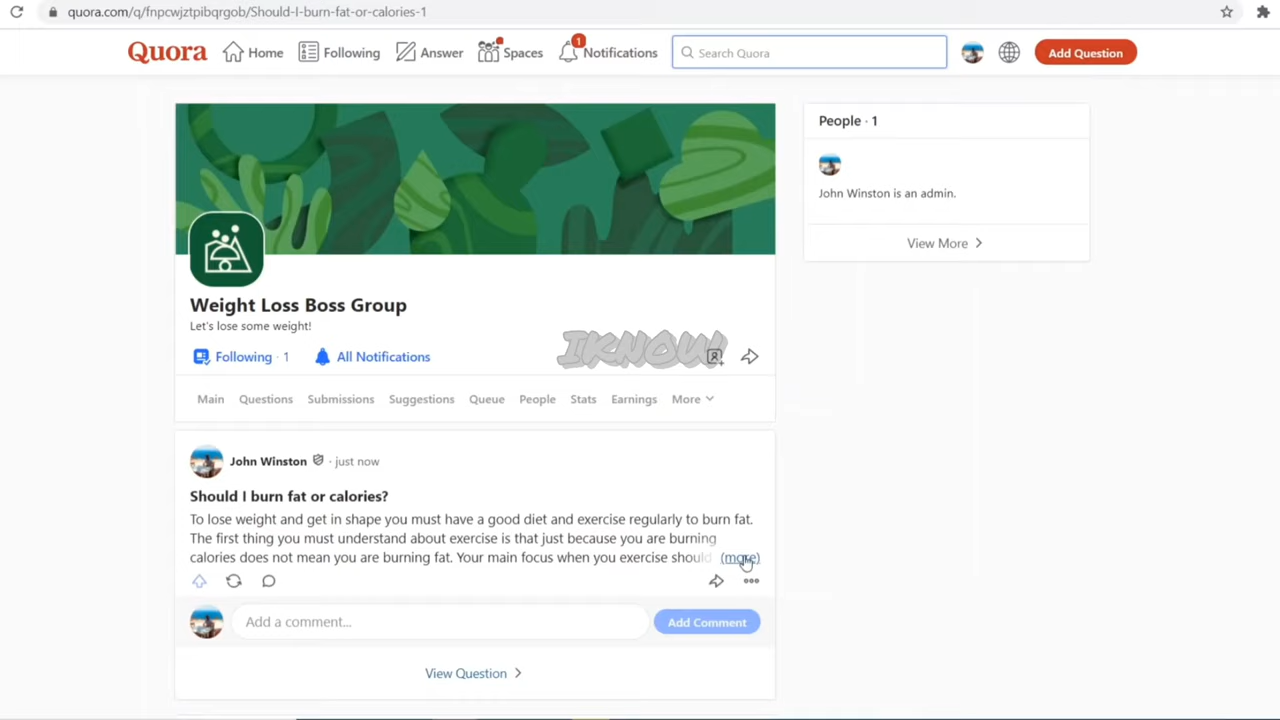 quora.com/q/fnpcwjztpibqrgob/Should-I-burn-fat-or-calories-1
Quora Home Following Answer Spaces 1 Notifications Search Quora Add Question
People · 1
John Winston is an admin.
View More
Weight Loss Boss Group
Let's lose some weight!
IKNOW!
Following · 1 All Notifications
Main Questions Submissions Suggestions Queue People Stats Earnings More
John Winston · just now
Should I burn fat or calories?
To lose weight and get in shape you must have a good diet and exercise regularly to burn fat.
The first thing you must understand about exercise is that just because you are burning
calories does not mean you are burning fat. Your main focus when you exercise should (more)
Add a comment... Add Comment
View Question